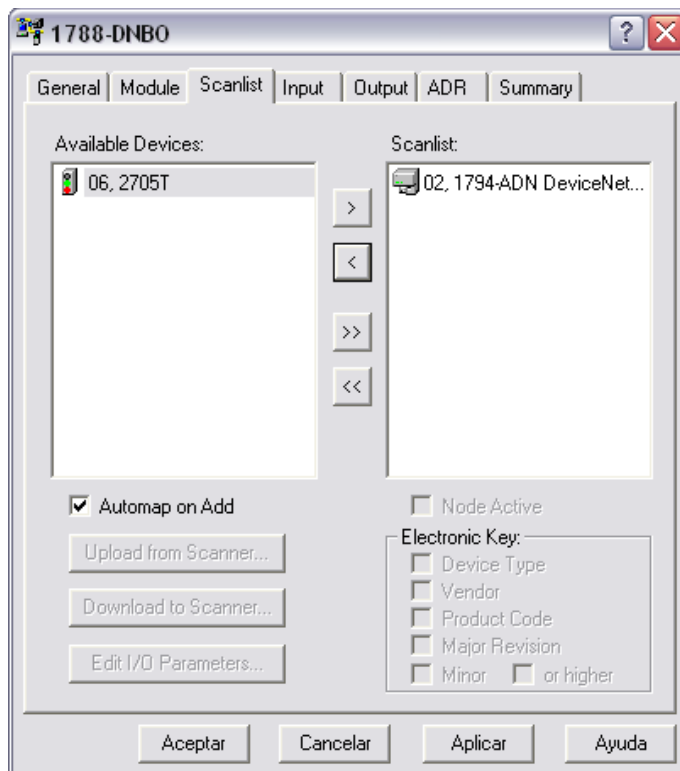 1788-DNBO
General Module Scanlist Input Output ADR Summary
Available Devices:
Scanlist:
06, 2705T
02, 1794-ADN DeviceNet...
>
<
>>
<<
Automap on Add
Upload from Scanner...
Download to Scanner...
Edit I/O Parameters...
Node Active
Electronic Key:
Device Type
Vendor
Product Code
Major Revision
Minor or higher
Aceptar Cancelar Aplicar Ayuda